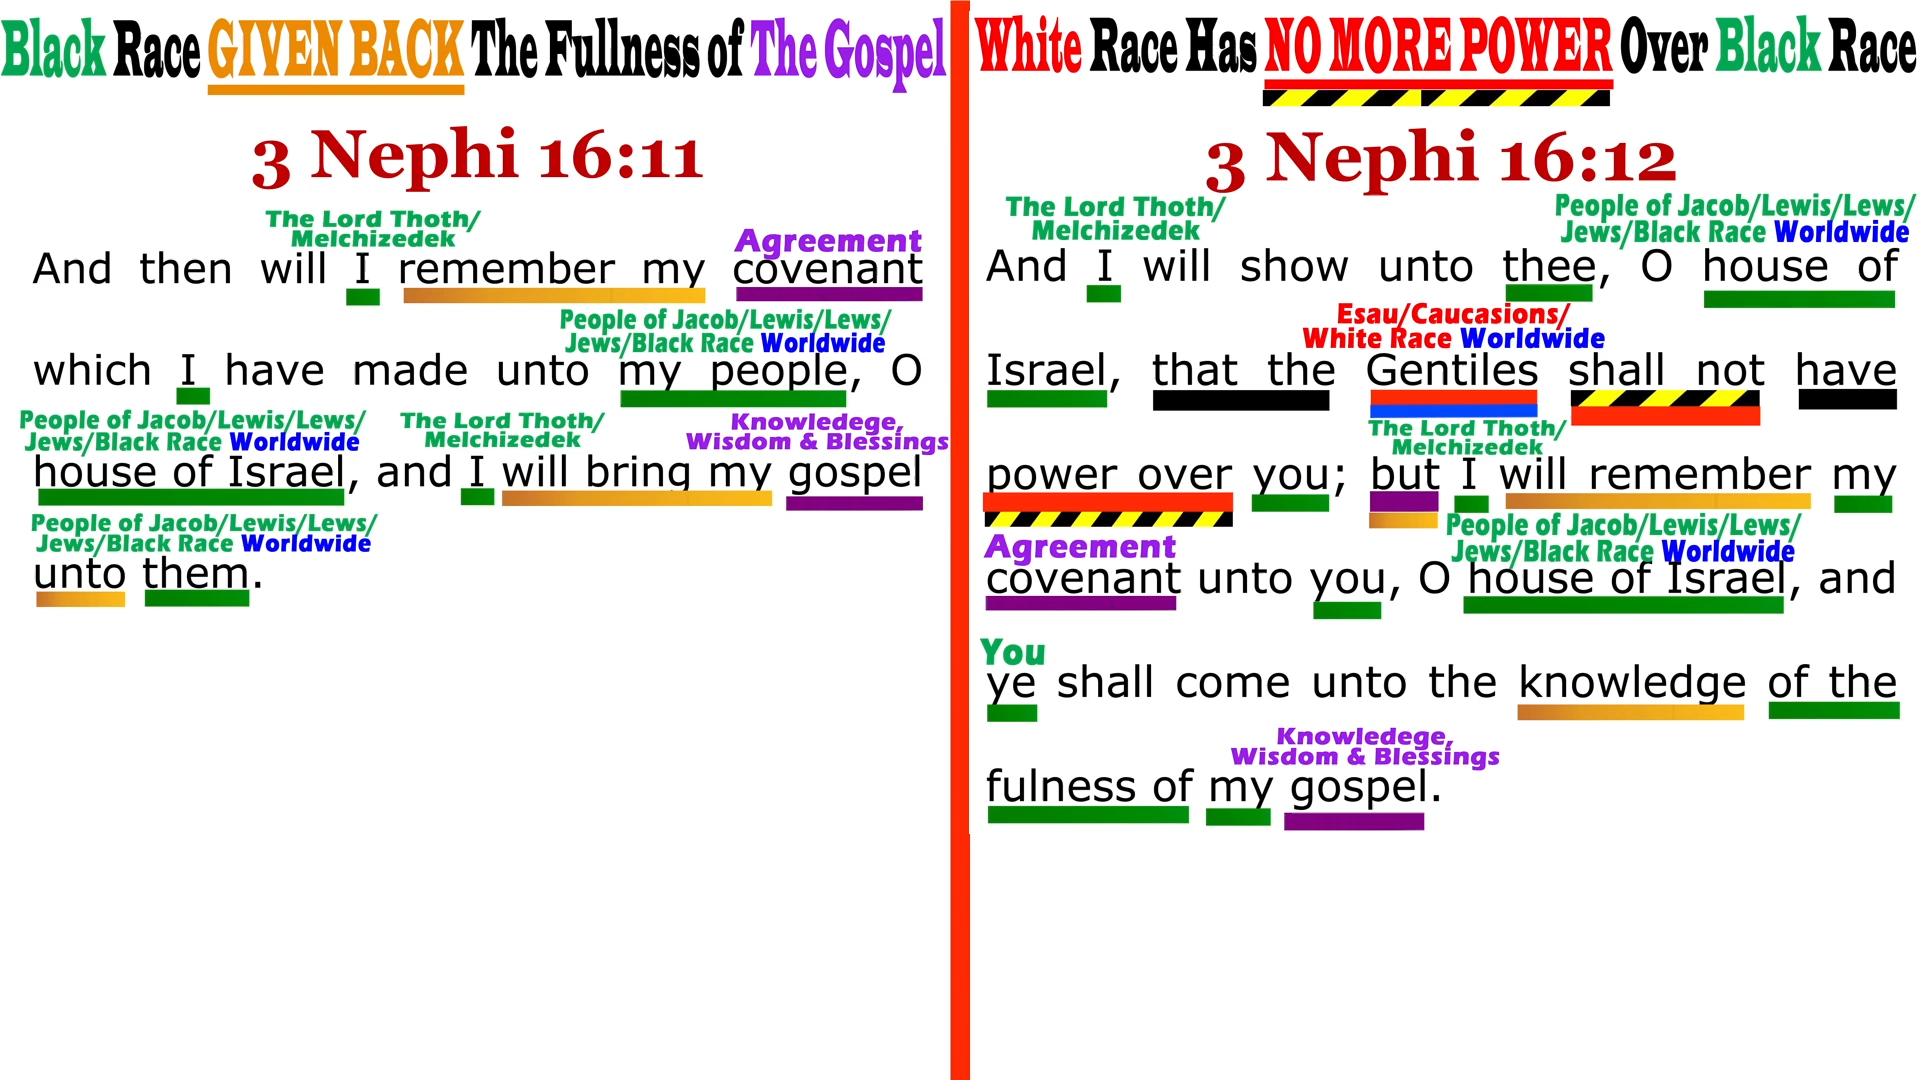 Black Race GIVEN BACK The Fullness of The Gospel
3 Nephi 16:11
The Lord Thoth/
Melchizedek
Agreement
And then will I remember my covenant
People of Jacob/Lewis/Lews/
Jews/Black Race Worldwide
which I have made unto my people, O
People of Jacob/Lewis/Lews/
Jews/Black Race Worldwide
The Lord Thoth/
Melchizedek
Knowledege,
Wisdom & Blessings
house of Israel, and I will bring my gospel
People of Jacob/Lewis/Lews/
Jews/Black Race Worldwide
unto them.
White Race Has NO MORE POWER Over Black Race
3 Nephi 16:12
The Lord Thoth/
Melchizedek
People of Jacob/Lewis/Lews/
Jews/Black Race Worldwide
And I will show unto thee, O house of
Esau/Caucasions/
White Race Worldwide
Israel, that the Gentiles shall not have
The Lord Thoth/
Melchizedek
power over you; but I will remember my
Agreement
People of Jacob/Lewis/Lews/
Jews/Black Race Worldwide
covenant unto you, O house of Israel, and
You
ye shall come unto the knowledge of the
Knowledege,
Wisdom & Blessings
fulness of my gospel.